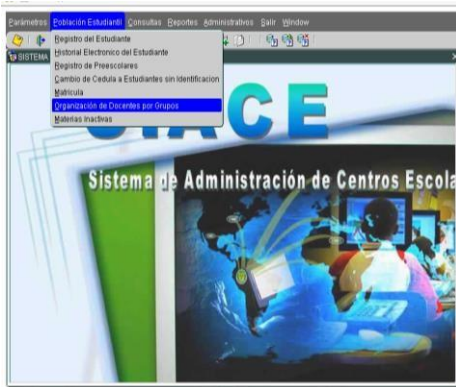 Parámetros Población Estudiantil Consultas Reportes Administrativos Salir Window
SISTEMA
Registro del Estudiante
Historial Electronico del Estudiante
Registro de Preescolares
Cambio de Cedula a Estudiantes sin Identificacion
Matricula
Organización de Docentes por Grupos
Materias Inactivas
SIACE
Sistema de Administración de Centros Escola